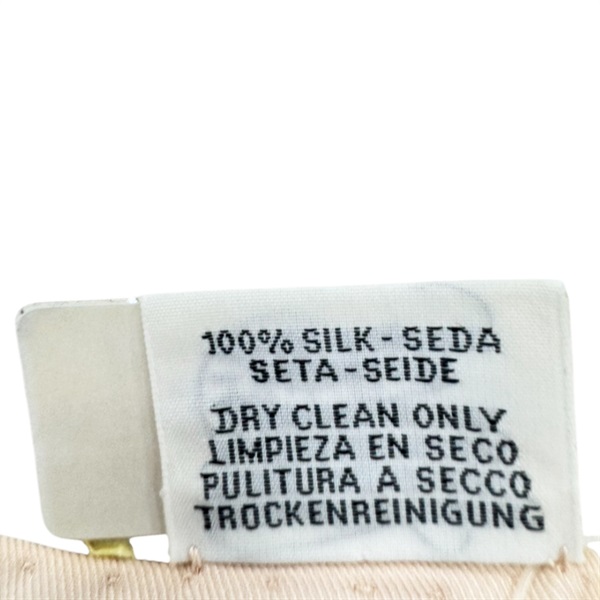 100% SILK - SEDA
SETA - SEIDE
DRY CLEAN ONLY
LIMPIEZA EN SECO
PULITURA A SECCO
TROCKENREINIGUNG